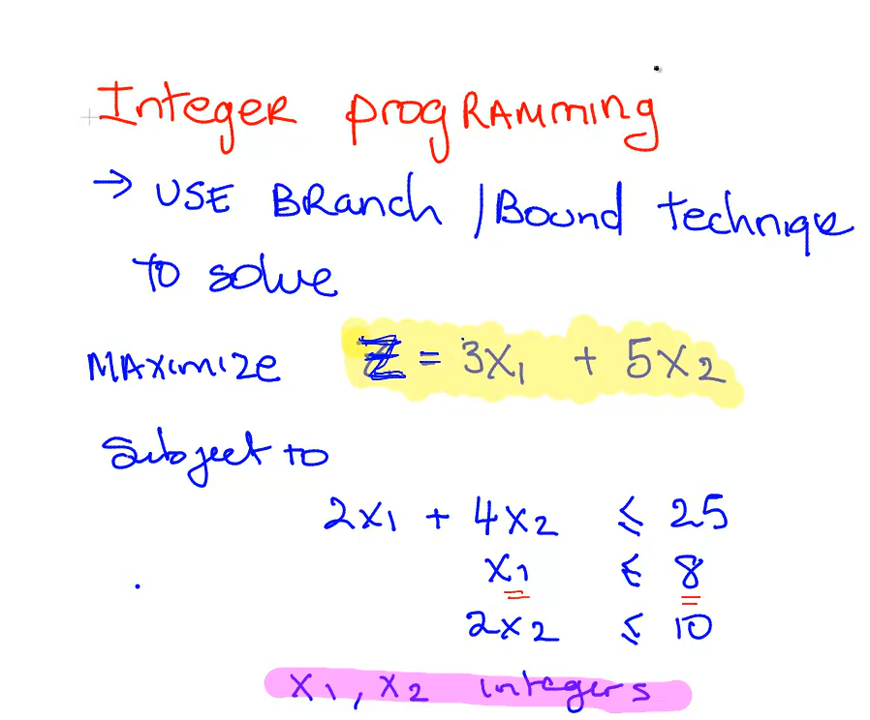 Integer programming
→ USE Branch / Bound technique
to solve
Maximize Z = 3x₁ + 5x₂
Subject to
2x₁ + 4x₂ ≤ 25
x₁ ≤ 8
2x₂ ≤ 10
x₁, x₂ integers